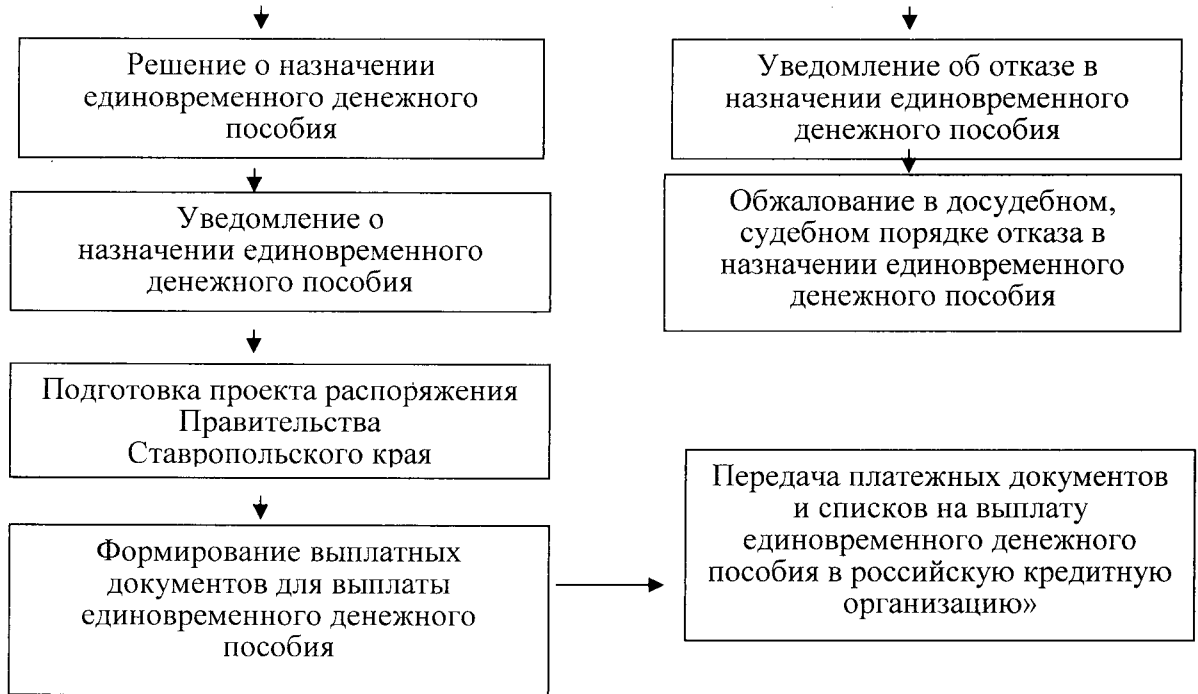 Решение о назначении
единовременного денежного
пособия
Уведомление о
назначении единовременного
денежного пособия
Подготовка проекта распоряжения
Правительства
Ставропольского края
Формирование выплатных
документов для выплаты
единовременного денежного
пособия
Уведомление об отказе в
назначении единовременного
денежного пособия
Обжалование в досудебном,
судебном порядке отказа в
назначении единовременного
денежного пособия
Передача платежных документов
и списков на выплату
единовременного денежного
пособия в российскую кредитную
организацию»